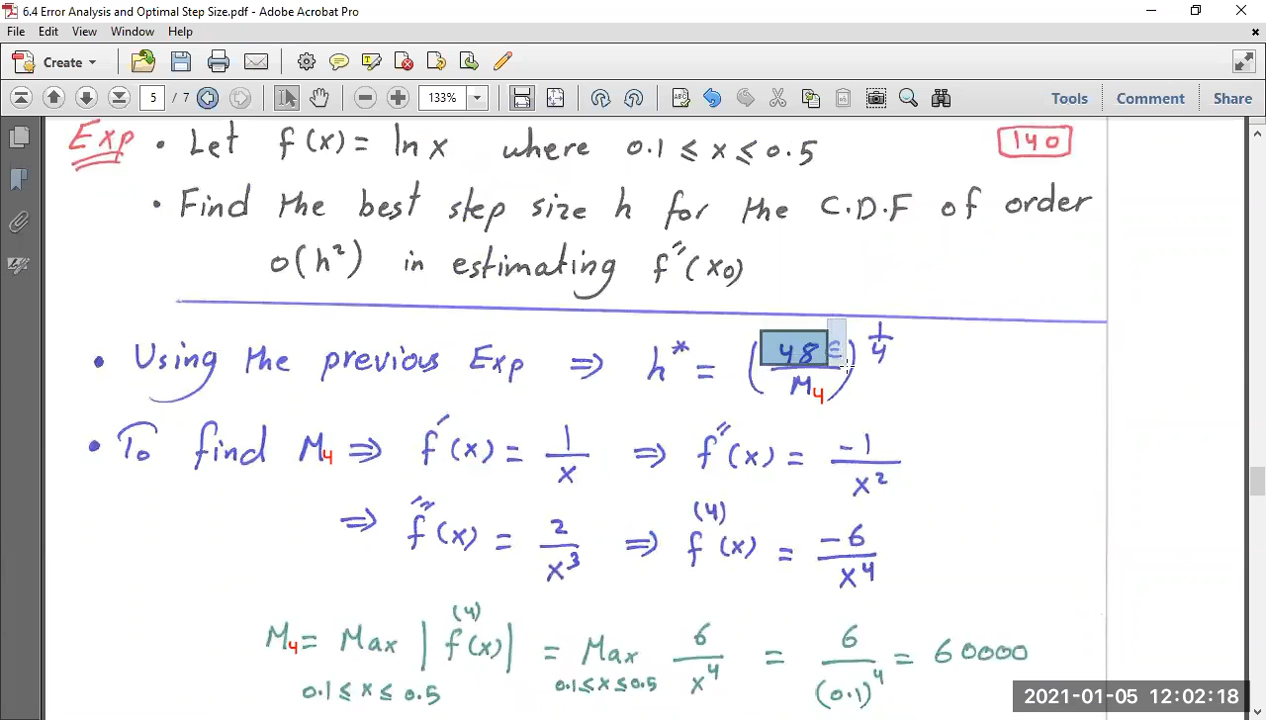 6.4 Error Analysis and Optimal Step Size.pdf - Adobe Acrobat Pro
File Edit View Window Help
Create
5 / 7 133% Tools Comment Share
Exp • Let f(x) = ln x where 0.1 ≤ x ≤ 0.5 140
• Find the best step size h for the C.D.F of order
O(h²) in estimating f″(x₀)
• Using the previous Exp ⇒ h* = (48∈/M₄)^(1/4)
• To find M₄ ⇒ f′(x) = 1/x ⇒ f″(x) = -1/x²
⇒ f‴(x) = 2/x³ ⇒ f⁽⁴⁾(x) = -6/x⁴
M₄ = Max |f⁽⁴⁾(x)| = Max 6/x⁴ = 6/(0.1)⁴ = 60000
0.1 ≤ x ≤ 0.5 0.1 ≤ x ≤ 0.5
2021-01-05 12:02:18